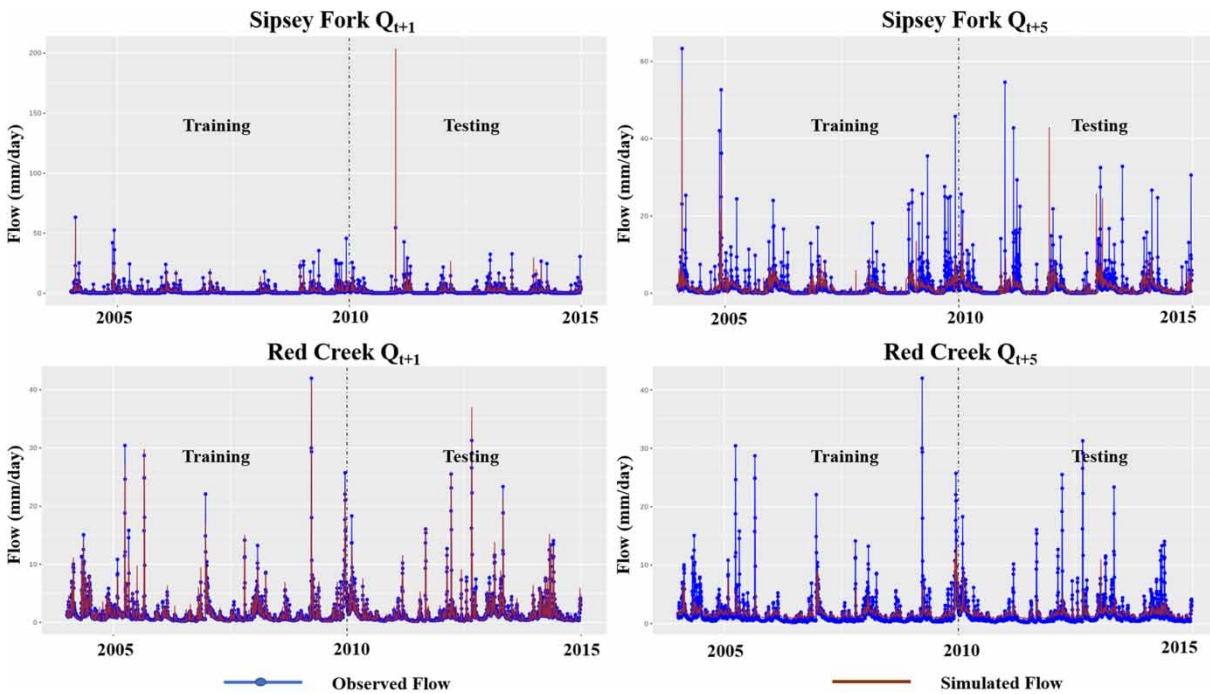 Sipsey Fork Qt+1
Flow (mm/day)
200
150
100
50
0
Training
Testing
2005
2010
2015
Sipsey Fork Qt+5
Flow (mm/day)
60
40
20
0
Training
Testing
2005
2010
2015
Red Creek Qt+1
Flow (mm/day)
40
30
20
10
0
Training
Testing
2005
2010
2015
Red Creek Qt+5
Flow (mm/day)
40
30
20
10
0
Training
Testing
2005
2010
2015
Observed Flow
Simulated Flow